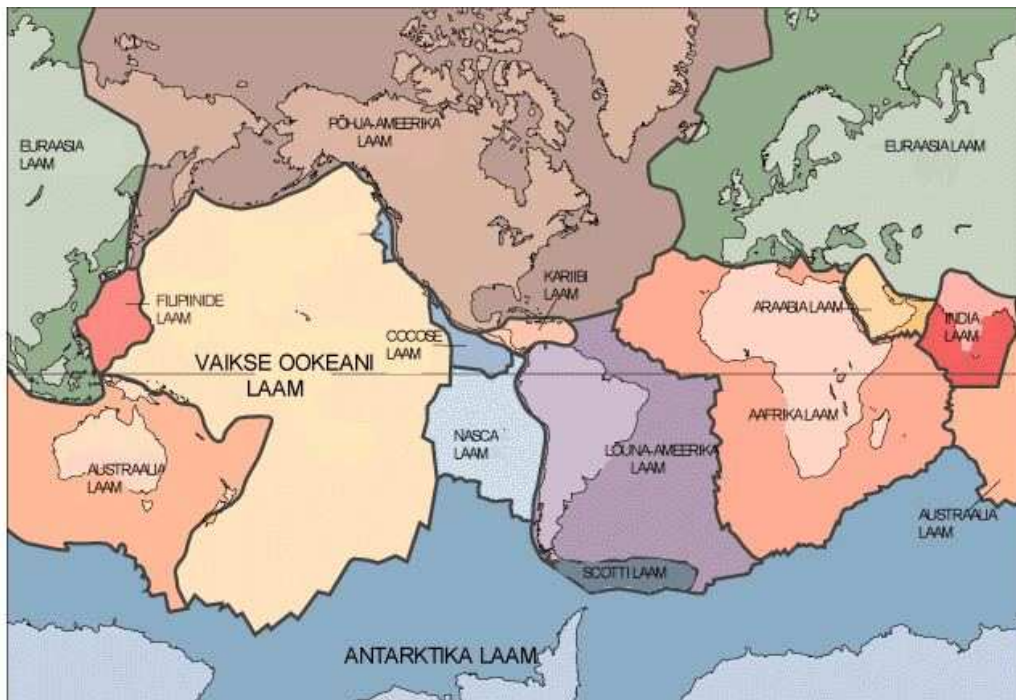 PÕHJA-AMEERIKA
LAAM
EURAASIA
LAAM
EURAASIA LAAM
KARIIBI
LAAM
FILIPIINIDE
LAAM
ARAABIA LAAM
INDIA
LAAM
COCOSE
LAAM
VAIKSE OOKEANI
LAAM
AAFRIKA LAAM
NASCA
LAAM
LÕUNA-AMEERIKA
LAAM
AUSTRAALIA
LAAM
AUSTRAALIA
LAAM
SCOTTI LAAM
ANTARKTIKA LAAM